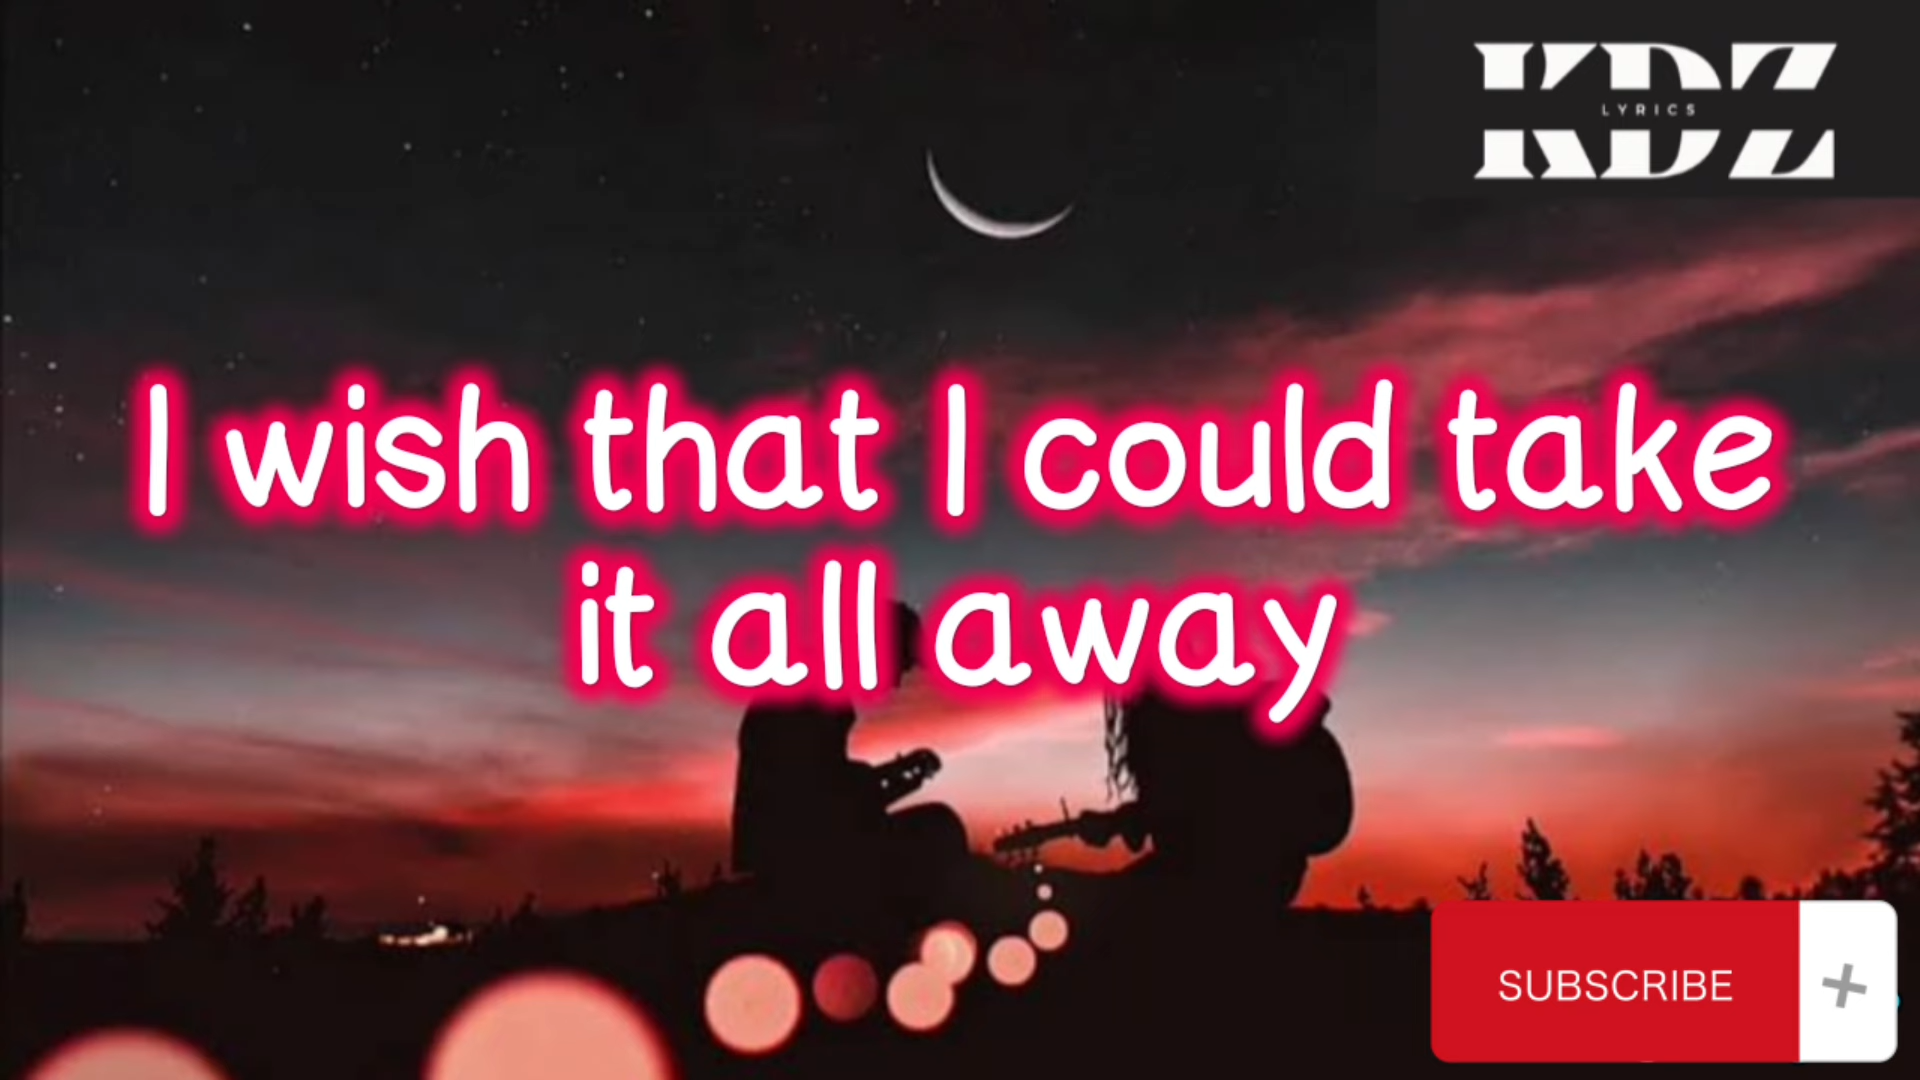 KDZ
LYRICS
I wish that I could take
it all away
SUBSCRIBE